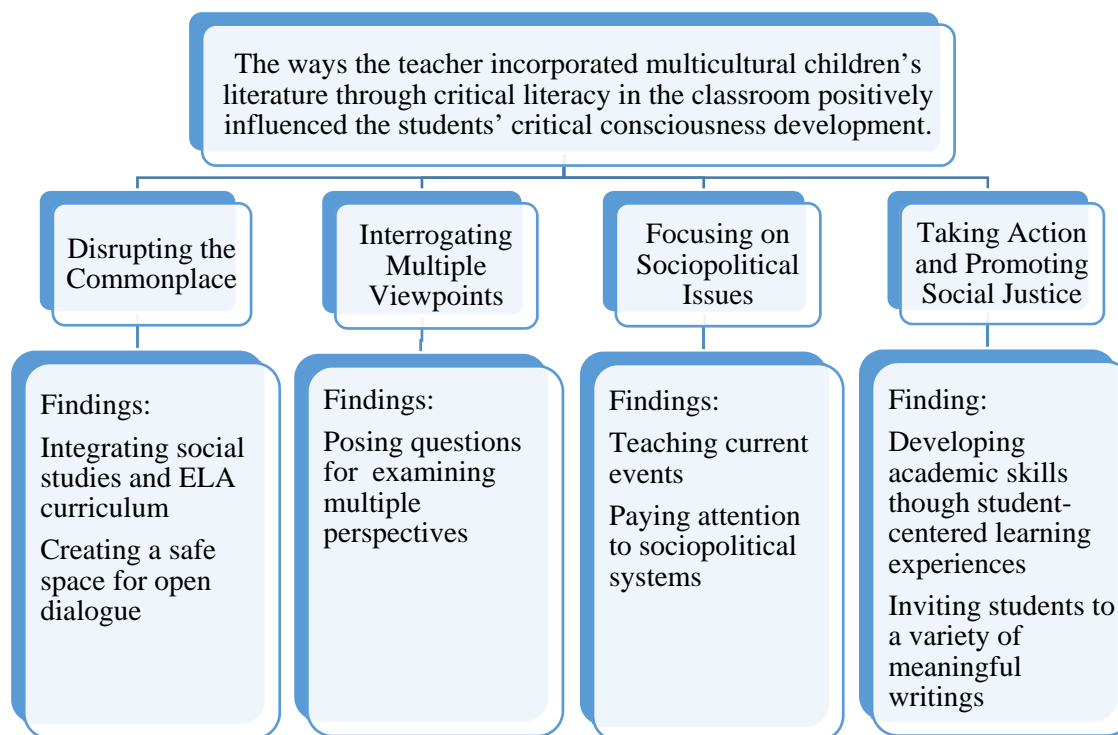 The ways the teacher incorporated multicultural children’s
literature through critical literacy in the classroom positively
influenced the students’ critical consciousness development.
Disrupting the
Commonplace
Interrogating
Multiple
Viewpoints
Focusing on
Sociopolitical
Issues
Taking Action
and Promoting
Social Justice
Findings:
Integrating social
studies and ELA
curriculum
Creating a safe
space for open
dialogue
Findings:
Posing questions
for  examining
multiple
perspectives
Findings:
Teaching current
events
Paying attention
to sociopolitical
systems
Finding:
Developing
academic skills
though student-
centered learning
experiences
Inviting students to
a variety of
meaningful
writings